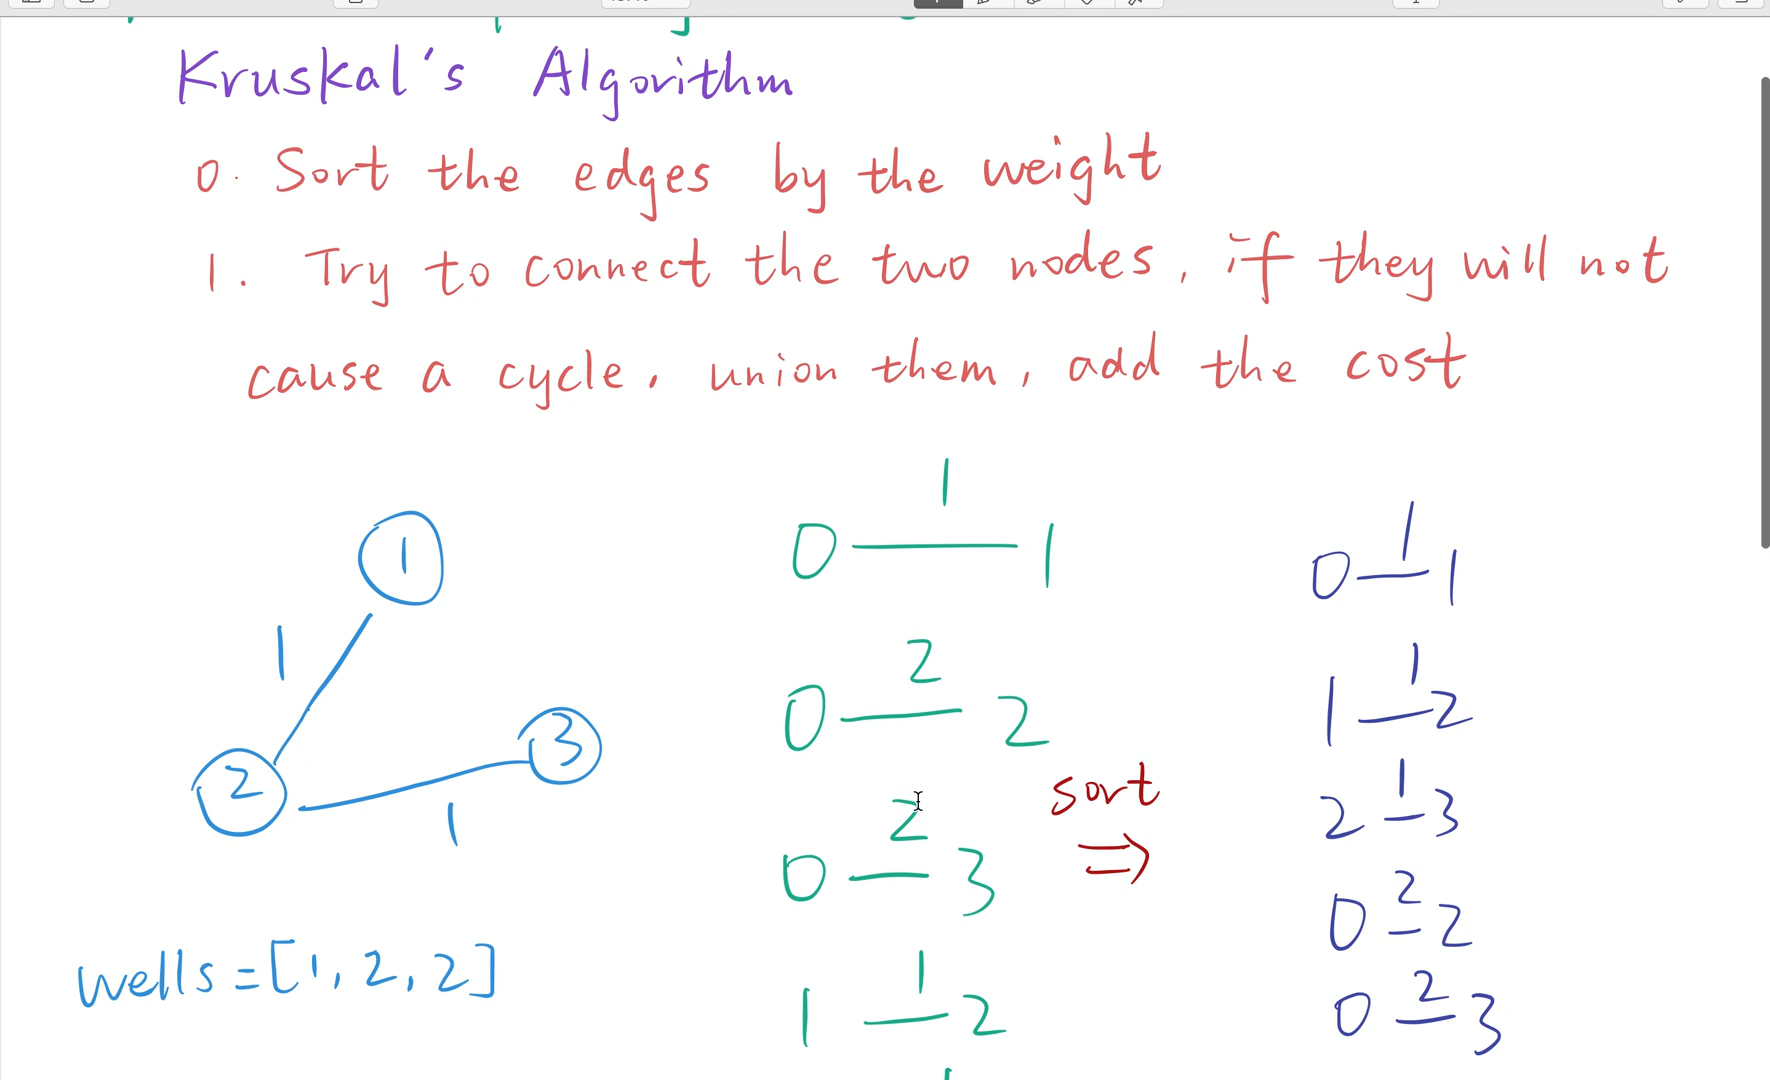 Kruskal's Algorithm
0. Sort the edges by the weight
1. Try to connect the two nodes, if they will not
cause a cycle, union them, add the cost
1
2
3
1
1
wells = [1, 2, 2]
1
0 — 1
2
0 — 2
2
0 — 3
1
1 — 2
sort
⇒
1
0 — 1
1
1 — 2
1
2 — 3
2
0 — 2
2
0 — 3